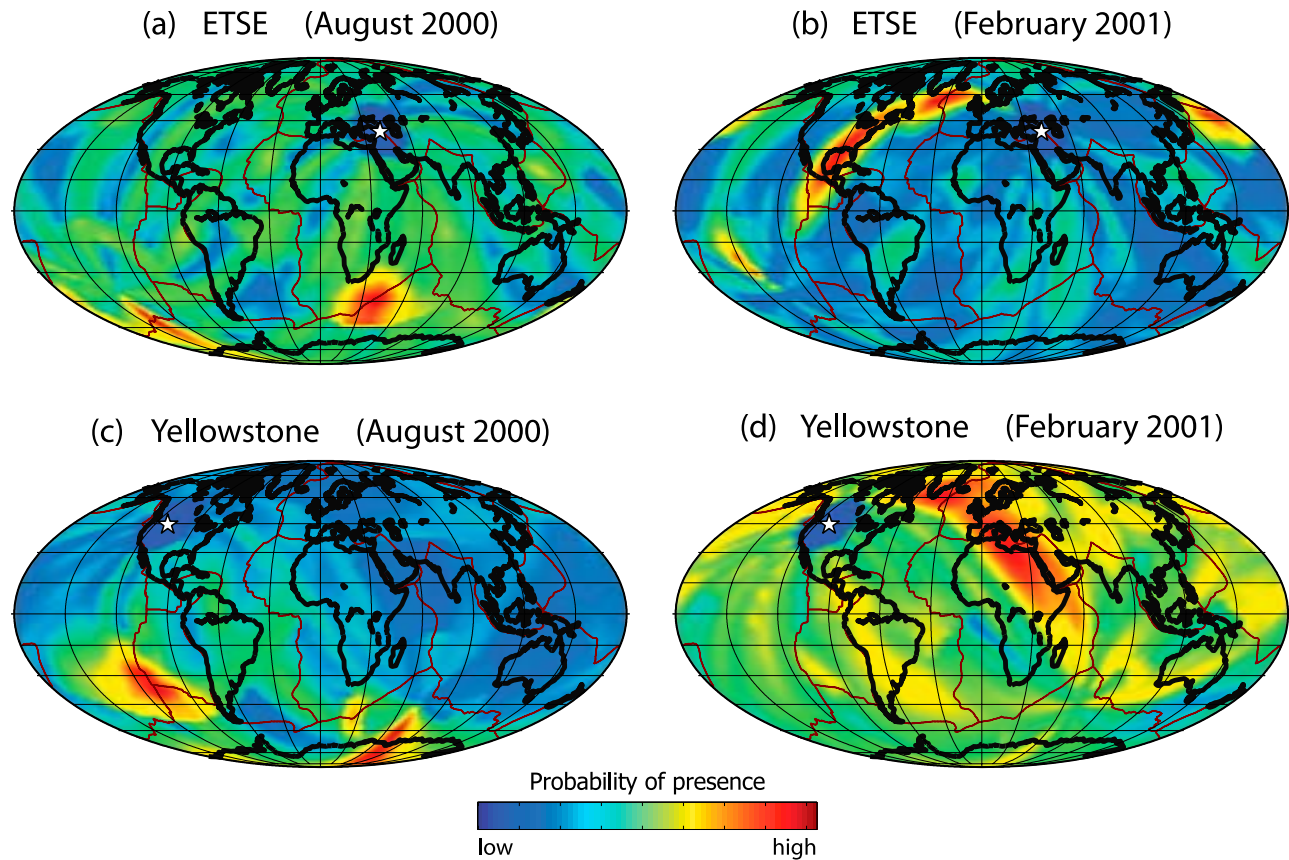 (a) ETSE (August 2000)
(b) ETSE (February 2001)
(c) Yellowstone (August 2000)
(d) Yellowstone (February 2001)
Probability of presence
low high